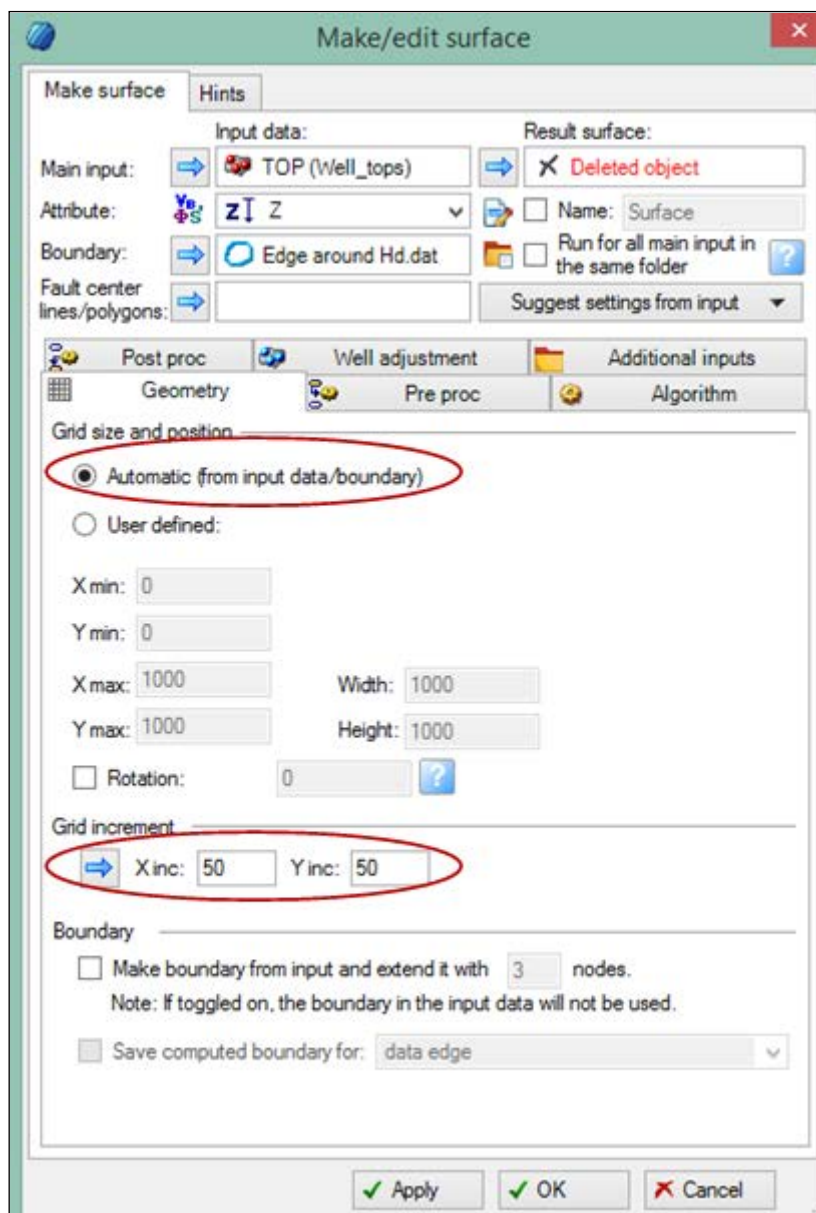 Make/edit surface
Make surface Hints
Input data: Result surface:
Main input: TOP (Well_tops) Deleted object
Attribute: Z Z Name: Surface
Boundary: Edge around Hd.dat Run for all main input in
the same folder
Fault center
lines/polygons: Suggest settings from input
Post proc Well adjustment Additional inputs
Geometry Pre proc Algorithm
Grid size and position
Automatic (from input data/boundary)
User defined:
X min: 0
Y min: 0
X max: 1000 Width: 1000
Y max: 1000 Height: 1000
Rotation: 0 ?
Grid increment
X inc: 50 Y inc: 50
Boundary
Make boundary from input and extend it with 3 nodes.
Note: If toggled on, the boundary in the input data will not be used.
Save computed boundary for: data edge
Apply OK Cancel